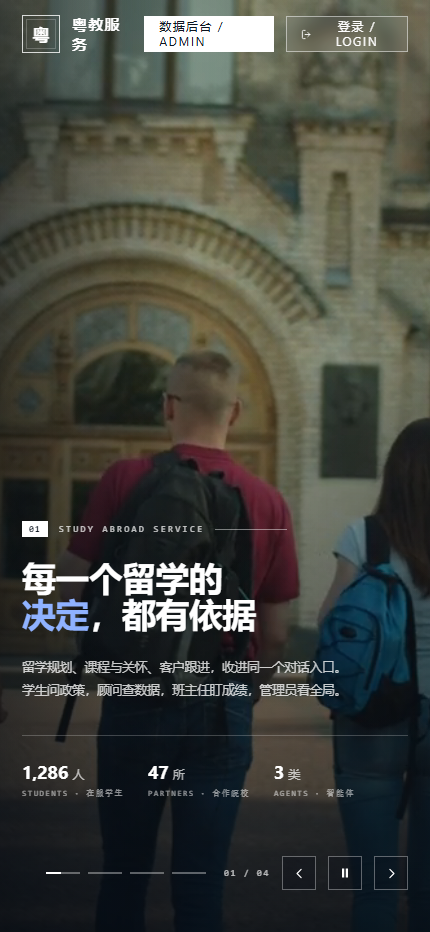 粤
粤教服
务
数据后台 /
ADMIN
登录 /
LOGIN
01 STUDY ABROAD SERVICE
每一个留学的
决定，都有依据
留学规划、课程与关怀、客户跟进，收进同一个对话入口。
学生问政策，顾问查数据，班主任盯成绩，管理员看全局。
1,286 人 47 所 3 类
STUDENTS · 在服学生 PARTNERS · 合作院校 AGENTS · 智能体
01 / 04